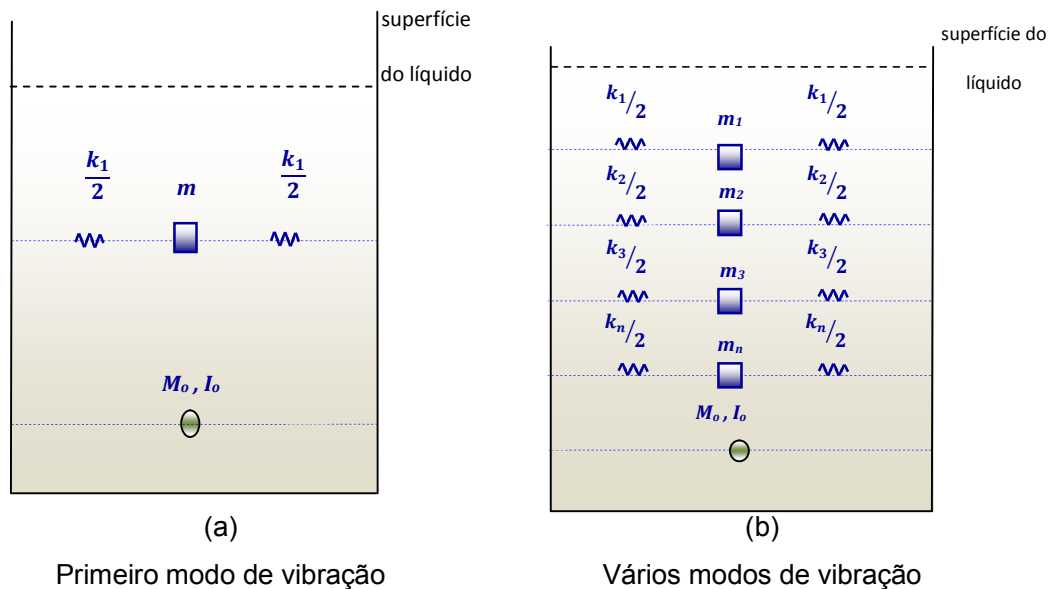 superfície
do líquido
k₁/2 k₁/2
m
Mₒ , Iₒ
(a)
Primeiro modo de vibração
superfície do
líquido
k₁/2 m₁ k₁/2
k₂/2 m₂ k₂/2
k₃/2 m₃ k₃/2
kₙ/2 mₙ kₙ/2
Mₒ , Iₒ
(b)
Vários modos de vibração